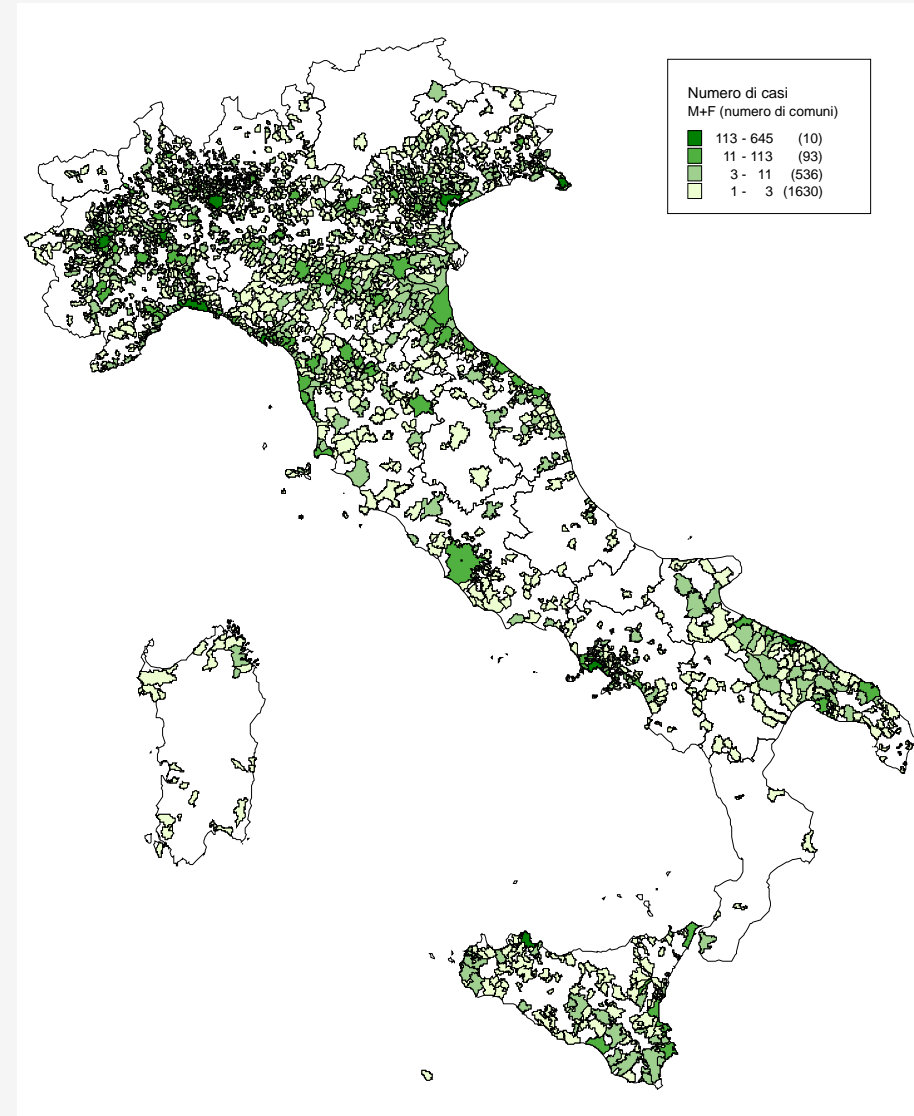 Numero di casi
M+F (numero di comuni)
113 - 645 (10)
11 - 113 (93)
3 - 11 (536)
1 - 3 (1630)